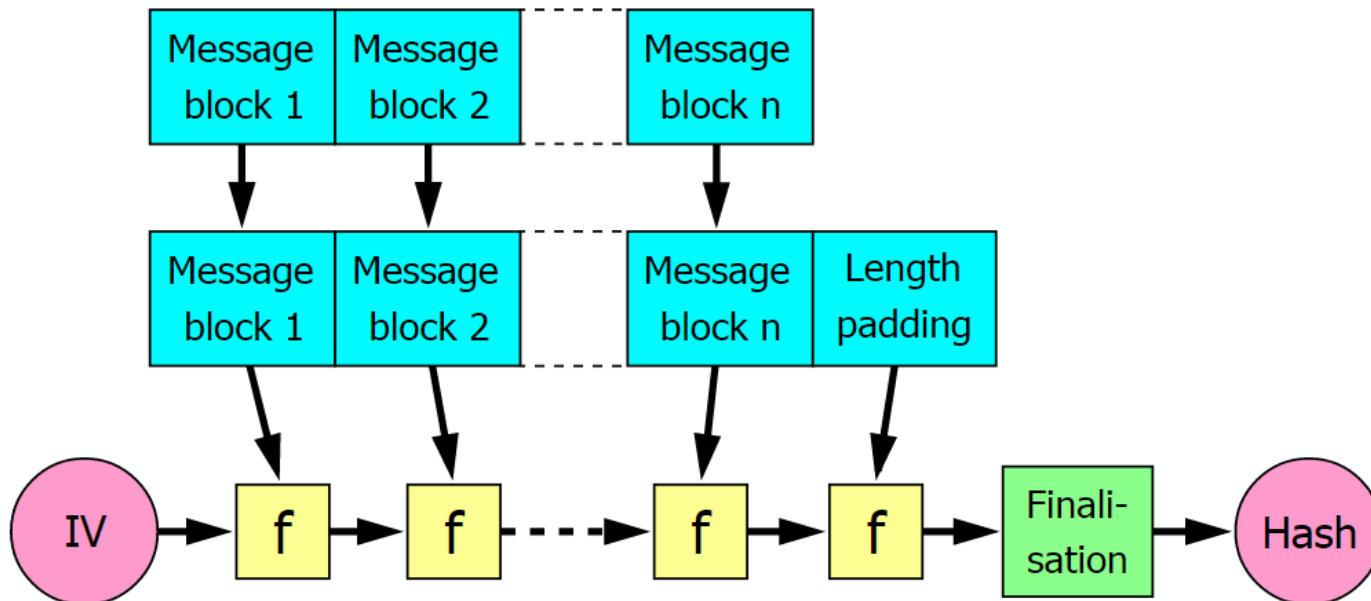 Message
block 1
Message
block 2
Message
block n
Message
block 1
Message
block 2
Message
block n
Length
padding
IV
f
f
f
f
Finali-
sation
Hash